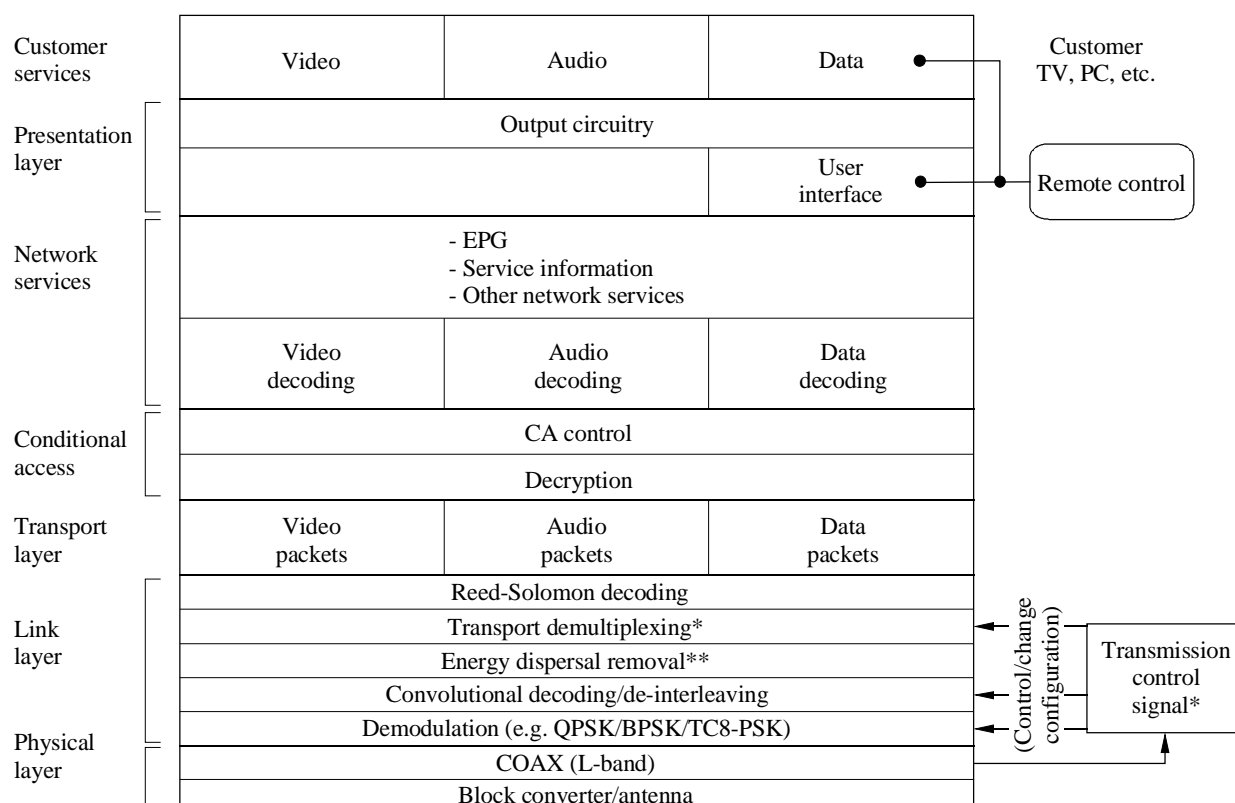 Customer
services
Video
Audio
Data
Customer
TV, PC, etc.
Presentation
layer
Output circuitry
User
interface
Remote control
Network
services
- EPG
- Service information
- Other network services
Video
decoding
Audio
decoding
Data
decoding
Conditional
access
CA control
Decryption
Transport
layer
Video
packets
Audio
packets
Data
packets
Link
layer
Reed-Solomon decoding
Transport demultiplexing*
Energy dispersal removal**
Convolutional decoding/de-interleaving
Demodulation (e.g. QPSK/BPSK/TC8-PSK)
(Control/change
configuration)
Transmission
control
signal*
Physical
layer
COAX (L-band)
Block converter/antenna